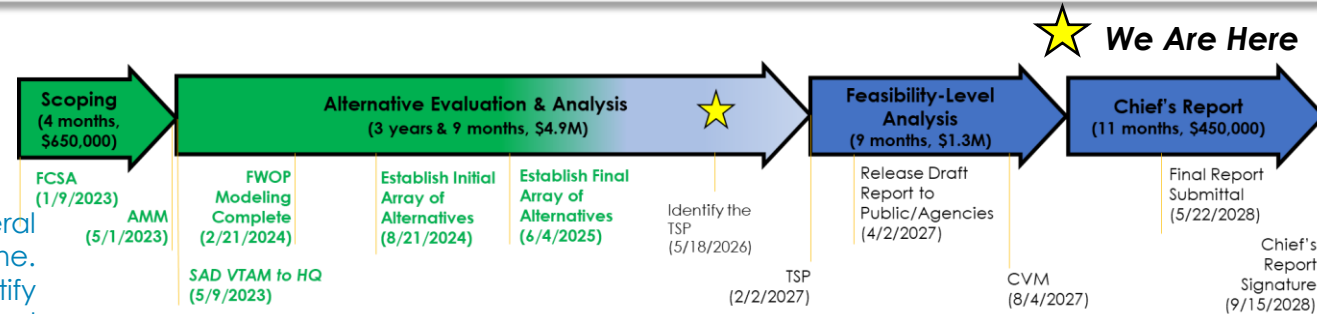 We Are Here
Scoping
(4 months,
$650,000)
Alternative Evaluation & Analysis
(3 years & 9 months, $4.9M)
Feasibility-Level
Analysis
(9 months, $1.3M)
Chief's Report
(11 months, $450,000)
FCSA
(1/9/2023)
AMM
(5/1/2023)
SAD VTAM to HQ
(5/9/2023)
FWOP
Modeling
Complete
(2/21/2024)
Establish Initial
Array of
Alternatives
(8/21/2024)
Establish Final
Array of
Alternatives
(6/4/2025)
Identify the
TSP
(5/18/2026)
TSP
(2/2/2027)
Release Draft
Report to
Public/Agencies
(4/2/2027)
CVM
(8/4/2027)
Final Report
Submittal
(5/22/2028)
Chief's
Report
Signature
(9/15/2028)